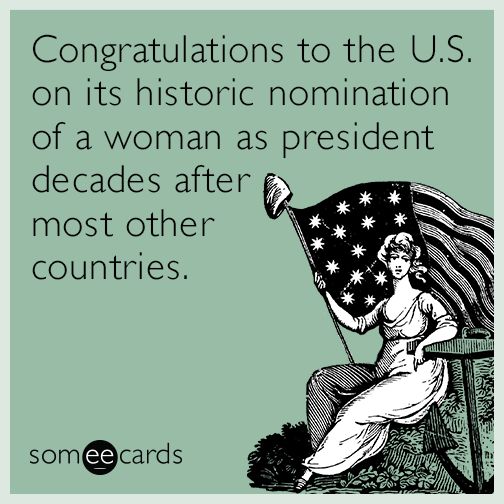 Congratulations to the U.S.
on its historic nomination
of a woman as president
decades after
most other
countries.
someecards